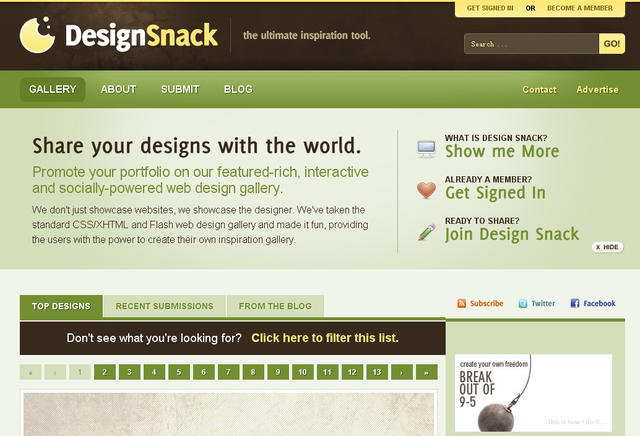 GET SIGNED IN OR BECOME A MEMBER
DesignSnack
the ultimate inspiration tool.
Search . . .
GO!
GALLERY ABOUT SUBMIT BLOG
Contact Advertise
Share your designs with the world.
Promote your portfolio on our featured-rich, interactive
and socially-powered web design gallery.
We don't just showcase websites, we showcase the designer. We've taken the
standard CSS/XHTML and Flash web design gallery and made it fun, providing
the users with the power to create their own inspiration gallery.
WHAT IS DESIGN SNACK?
Show me More
ALREADY A MEMBER?
Get Signed In
READY TO SHARE?
Join Design Snack
x HIDE
TOP DESIGNS RECENT SUBMISSIONS FROM THE BLOG
Subscribe Twitter Facebook
Don't see what you're looking for? Click here to filter this list.
« ‹ 1 2 3 4 5 6 7 8 9 10 11 12 13 › »
create your own freedom
BREAK
OUT OF
9-5
this is how I do it...